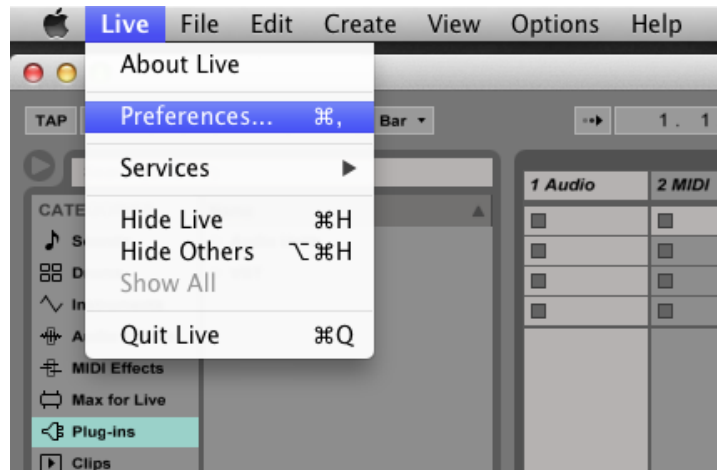 Live File Edit Create View Options Help
About Live
Preferences... ⌘,
TAP Bar 1. 1
Services
1 Audio 2 MIDI
CATE
Hide Live ⌘H
Hide Others ⌥⌘H
Show All
Quit Live ⌘Q
MIDI Effects
Max for Live
Plug-ins
Clips